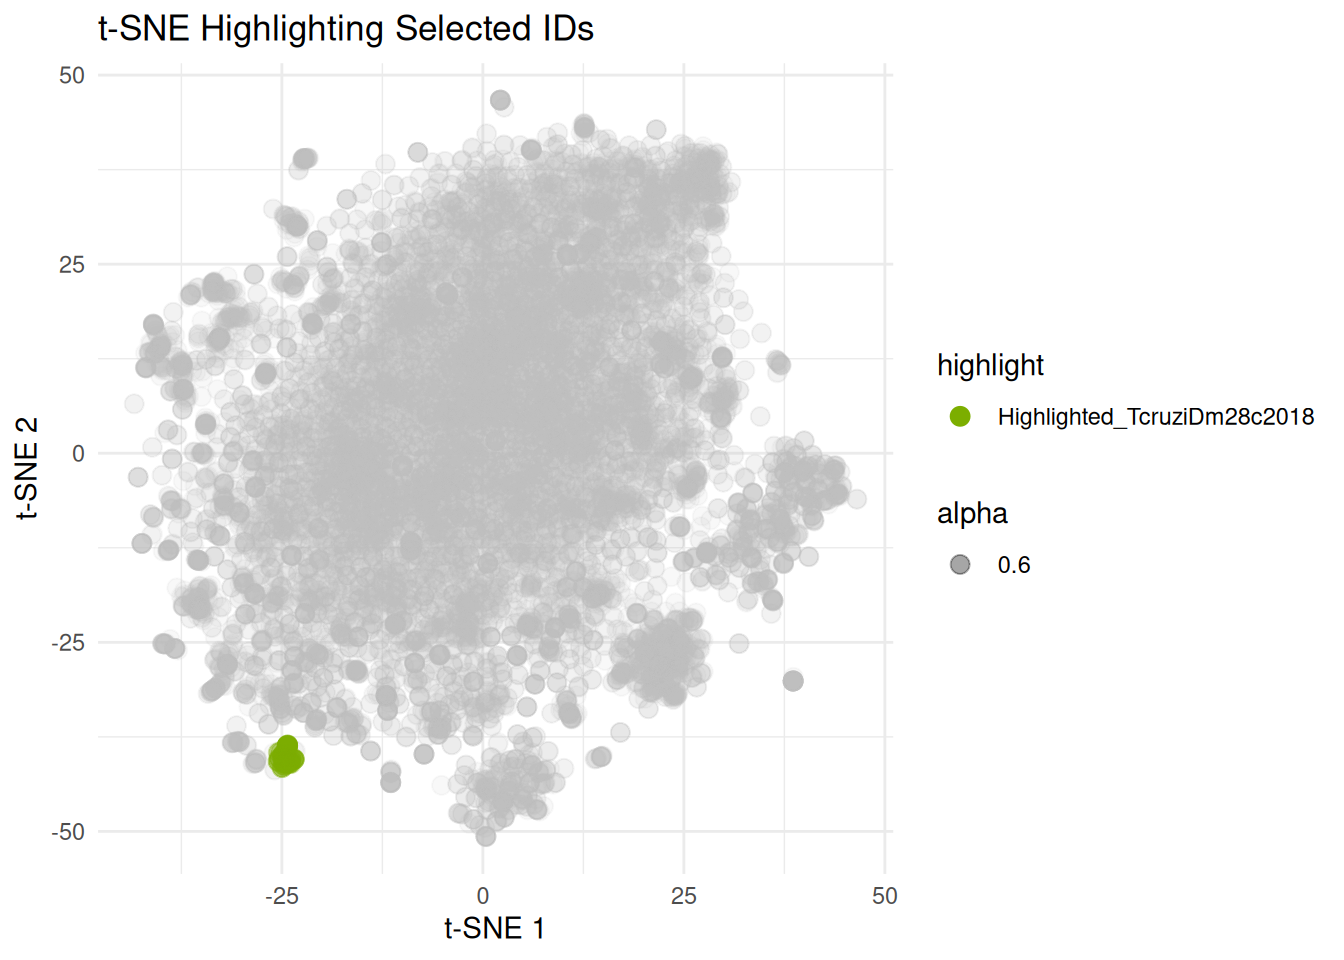 t-SNE Highlighting Selected IDs
50
25
0
-25
-50
t-SNE 2
-25
0
25
50
t-SNE 1
highlight
Highlighted_TcruziDm28c2018
alpha
0.6